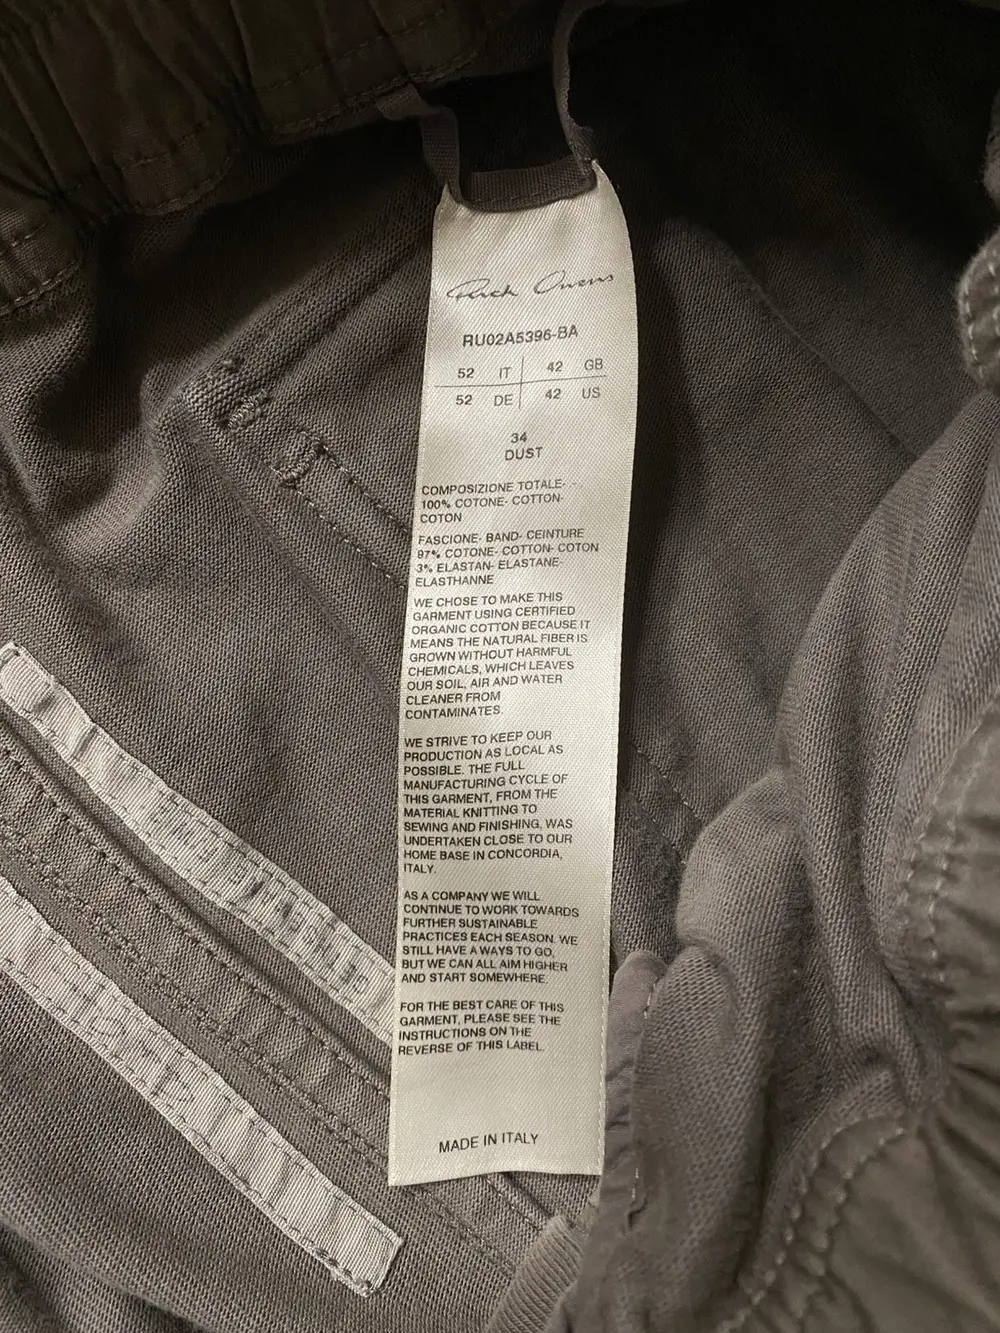 Rick Owens
RU02A5396-BA
52 IT 42 GB
52 DE 42 US
34
DUST
COMPOSIZIONE TOTALE-
100% COTONE- COTTON-
COTON
FASCIONE- BAND- CEINTURE
97% COTONE- COTTON- COTON
3% ELASTAN- ELASTANE-
ELASTHANNE
WE CHOSE TO MAKE THIS
GARMENT USING CERTIFIED
ORGANIC COTTON BECAUSE IT
MEANS THE NATURAL FIBER IS
GROWN WITHOUT HARMFUL
CHEMICALS, WHICH LEAVES
OUR SOIL, AIR AND WATER
CLEANER FROM
CONTAMINATES.
WE STRIVE TO KEEP OUR
PRODUCTION AS LOCAL AS
POSSIBLE. THE FULL
MANUFACTURING CYCLE OF
THIS GARMENT, FROM THE
MATERIAL KNITTING TO
SEWING AND FINISHING, WAS
UNDERTAKEN CLOSE TO OUR
HOME BASE IN CONCORDIA,
ITALY.
AS A COMPANY WE WILL
CONTINUE TO WORK TOWARDS
FURTHER SUSTAINABLE
PRACTICES EACH SEASON. WE
STILL HAVE A WAYS TO GO,
BUT WE CAN ALL AIM HIGHER
AND START SOMEWHERE.
FOR THE BEST CARE OF THIS
GARMENT, PLEASE SEE THE
INSTRUCTIONS ON THE
REVERSE OF THIS LABEL.
MADE IN ITALY